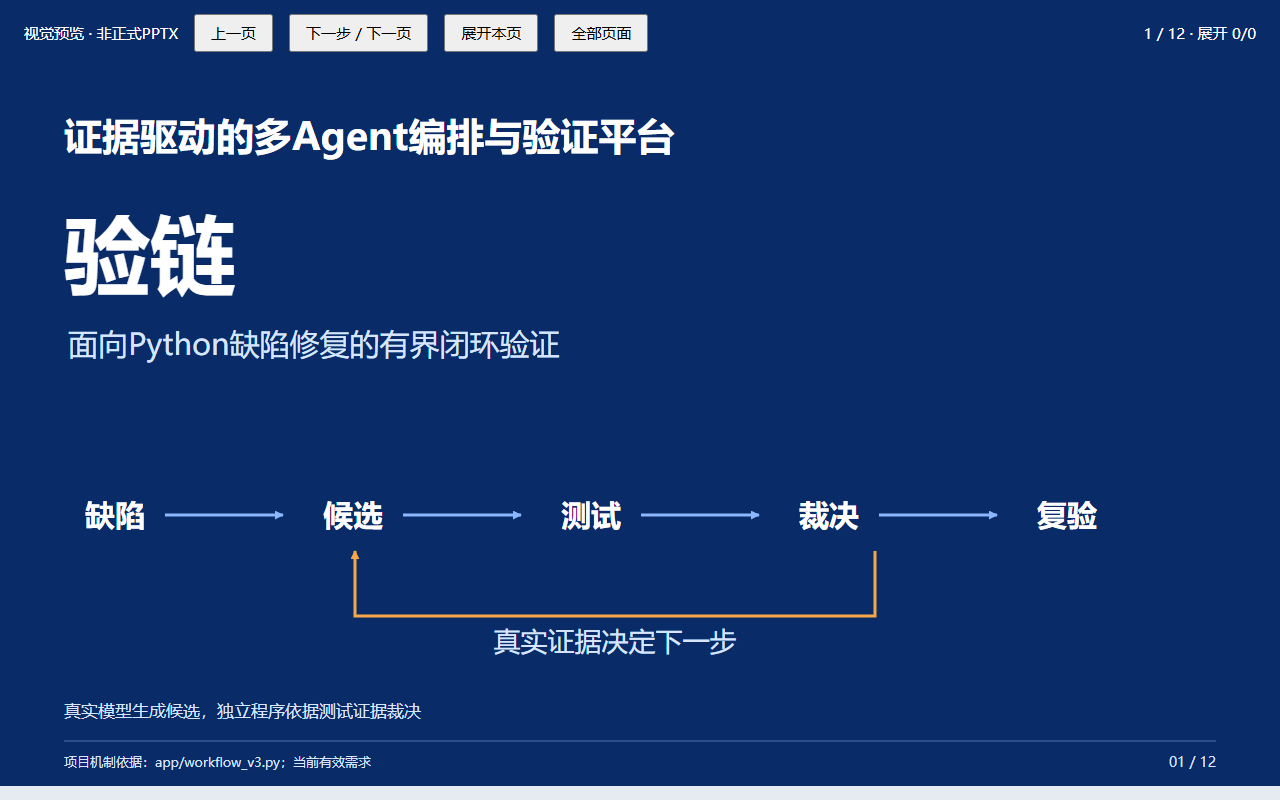 视觉预览 · 非正式PPTX 上一页 下一步 / 下一页 展开本页 全部页面 1 / 12 · 展开 0/0
证据驱动的多Agent编排与验证平台
验链
面向Python缺陷修复的有界闭环验证
缺陷 候选 测试 裁决 复验
真实证据决定下一步
真实模型生成候选，独立程序依据测试证据裁决
项目机制依据：app/workflow_v3.py；当前有效需求 01 / 12